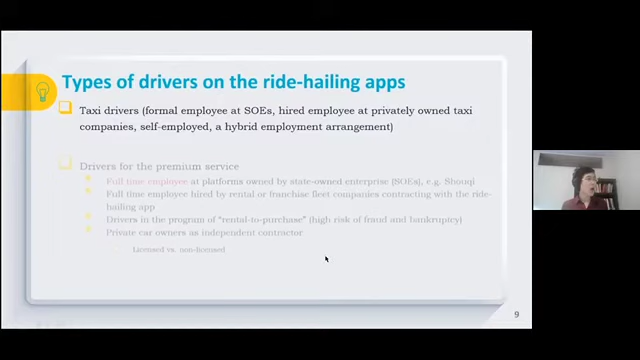 Types of drivers on the ride-hailing apps
Taxi drivers (formal employee at SOEs, hired employee at privately owned taxi
companies, self-employed, a hybrid employment arrangement)
Drivers for the premium service
Full time employee at platforms owned by state-owned enterprise (SOEs), e.g. Shouqi
Full time employee hired by rental or franchise fleet companies contracting with the ride-
hailing app
Drivers in the program of "rental-to-purchase" (high risk of fraud and bankruptcy)
Private car owners as independent contractor
Licensed vs. non-licensed
9